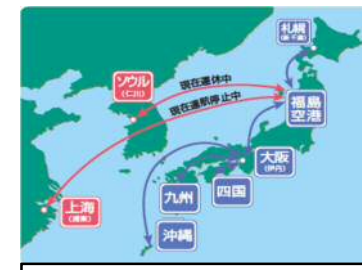 札幌
(新千歳)
ソウル
(仁川)
現在運休中
現在運航停止中
福島
空港
大阪
(伊丹)
九州
四国
上海
(浦東)
沖縄